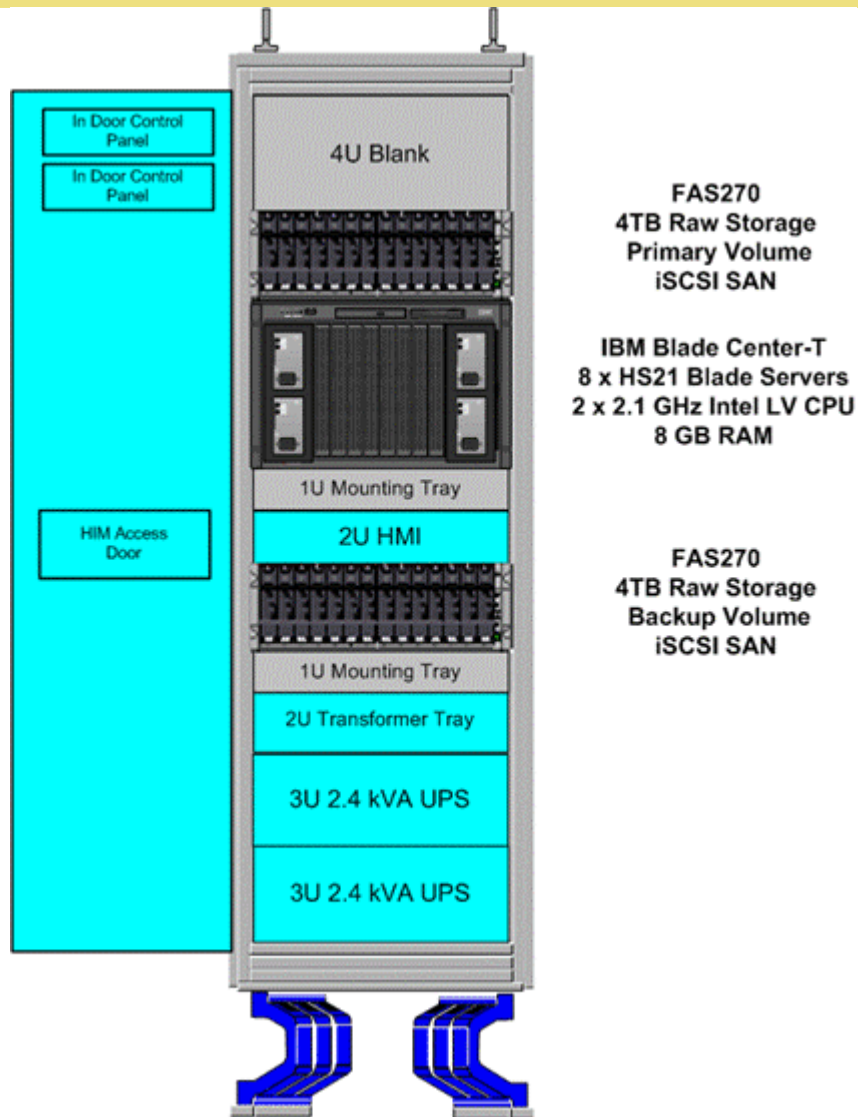 In Door Control
Panel
In Door Control
Panel
4U Blank
FAS270
4TB Raw Storage
Primary Volume
iSCSI SAN
IBM Blade Center-T
8 x HS21 Blade Servers
2 x 2.1 GHz Intel LV CPU
8 GB RAM
1U Mounting Tray
HIM Access
Door
2U HMI
FAS270
4TB Raw Storage
Backup Volume
iSCSI SAN
1U Mounting Tray
2U Transformer Tray
3U 2.4 kVA UPS
3U 2.4 kVA UPS